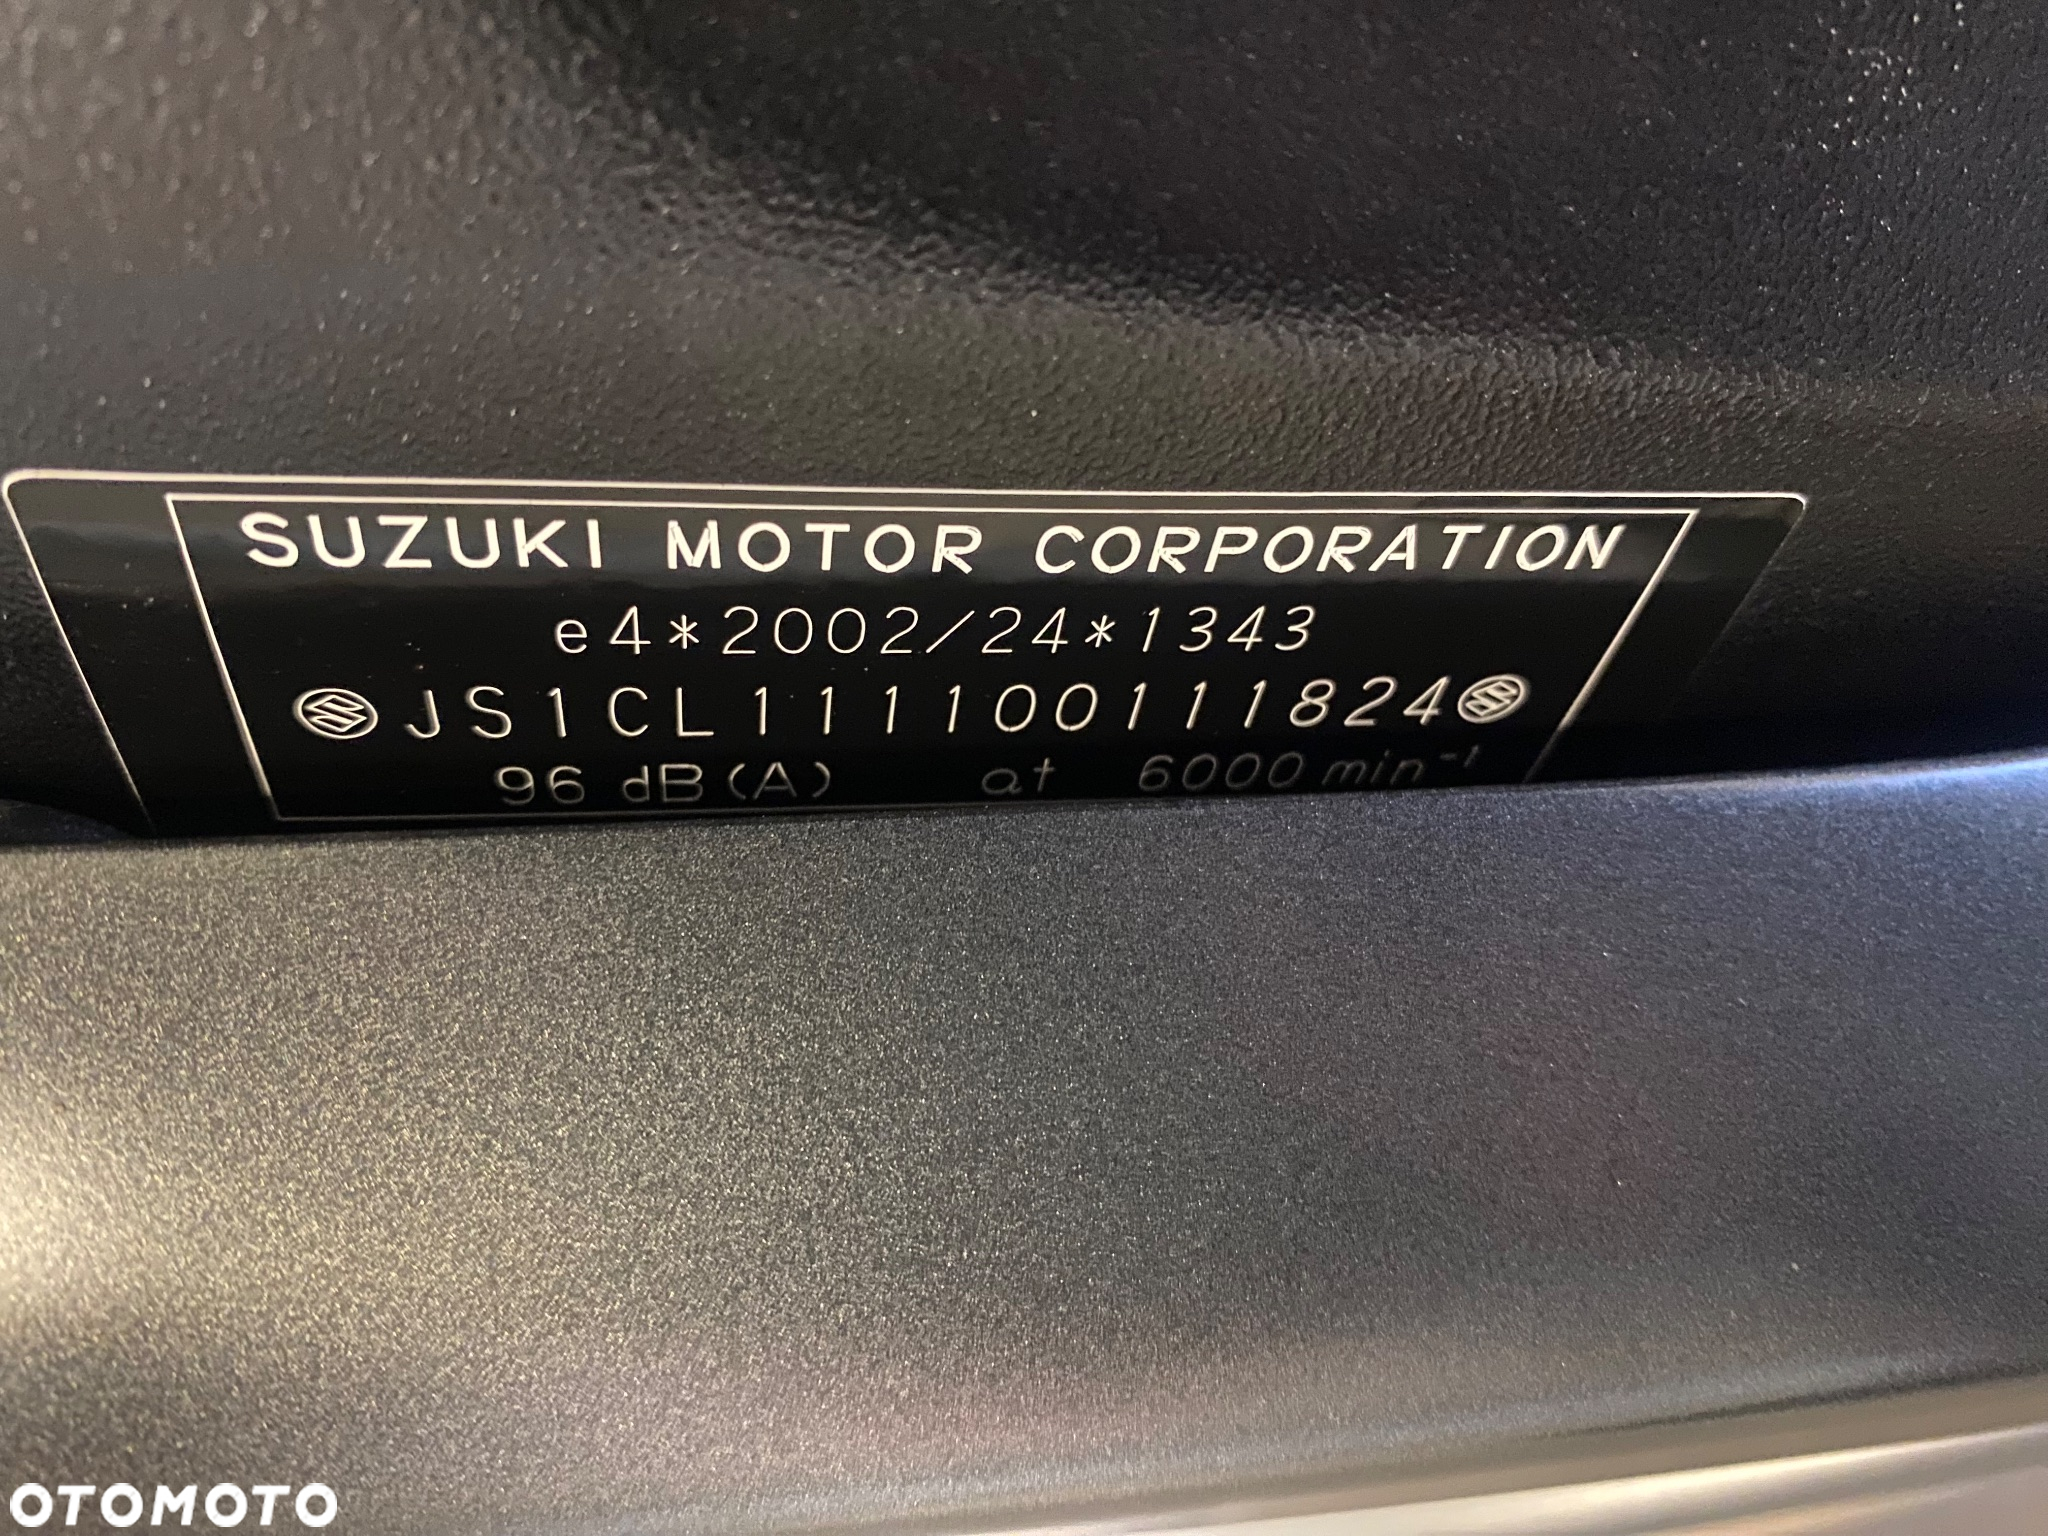 SUZUKI MOTOR CORPORATION
e4*2002/24*1343
JS1CL111100111824
96 dB(A) at 6000 min⁻¹
OTOMOTO